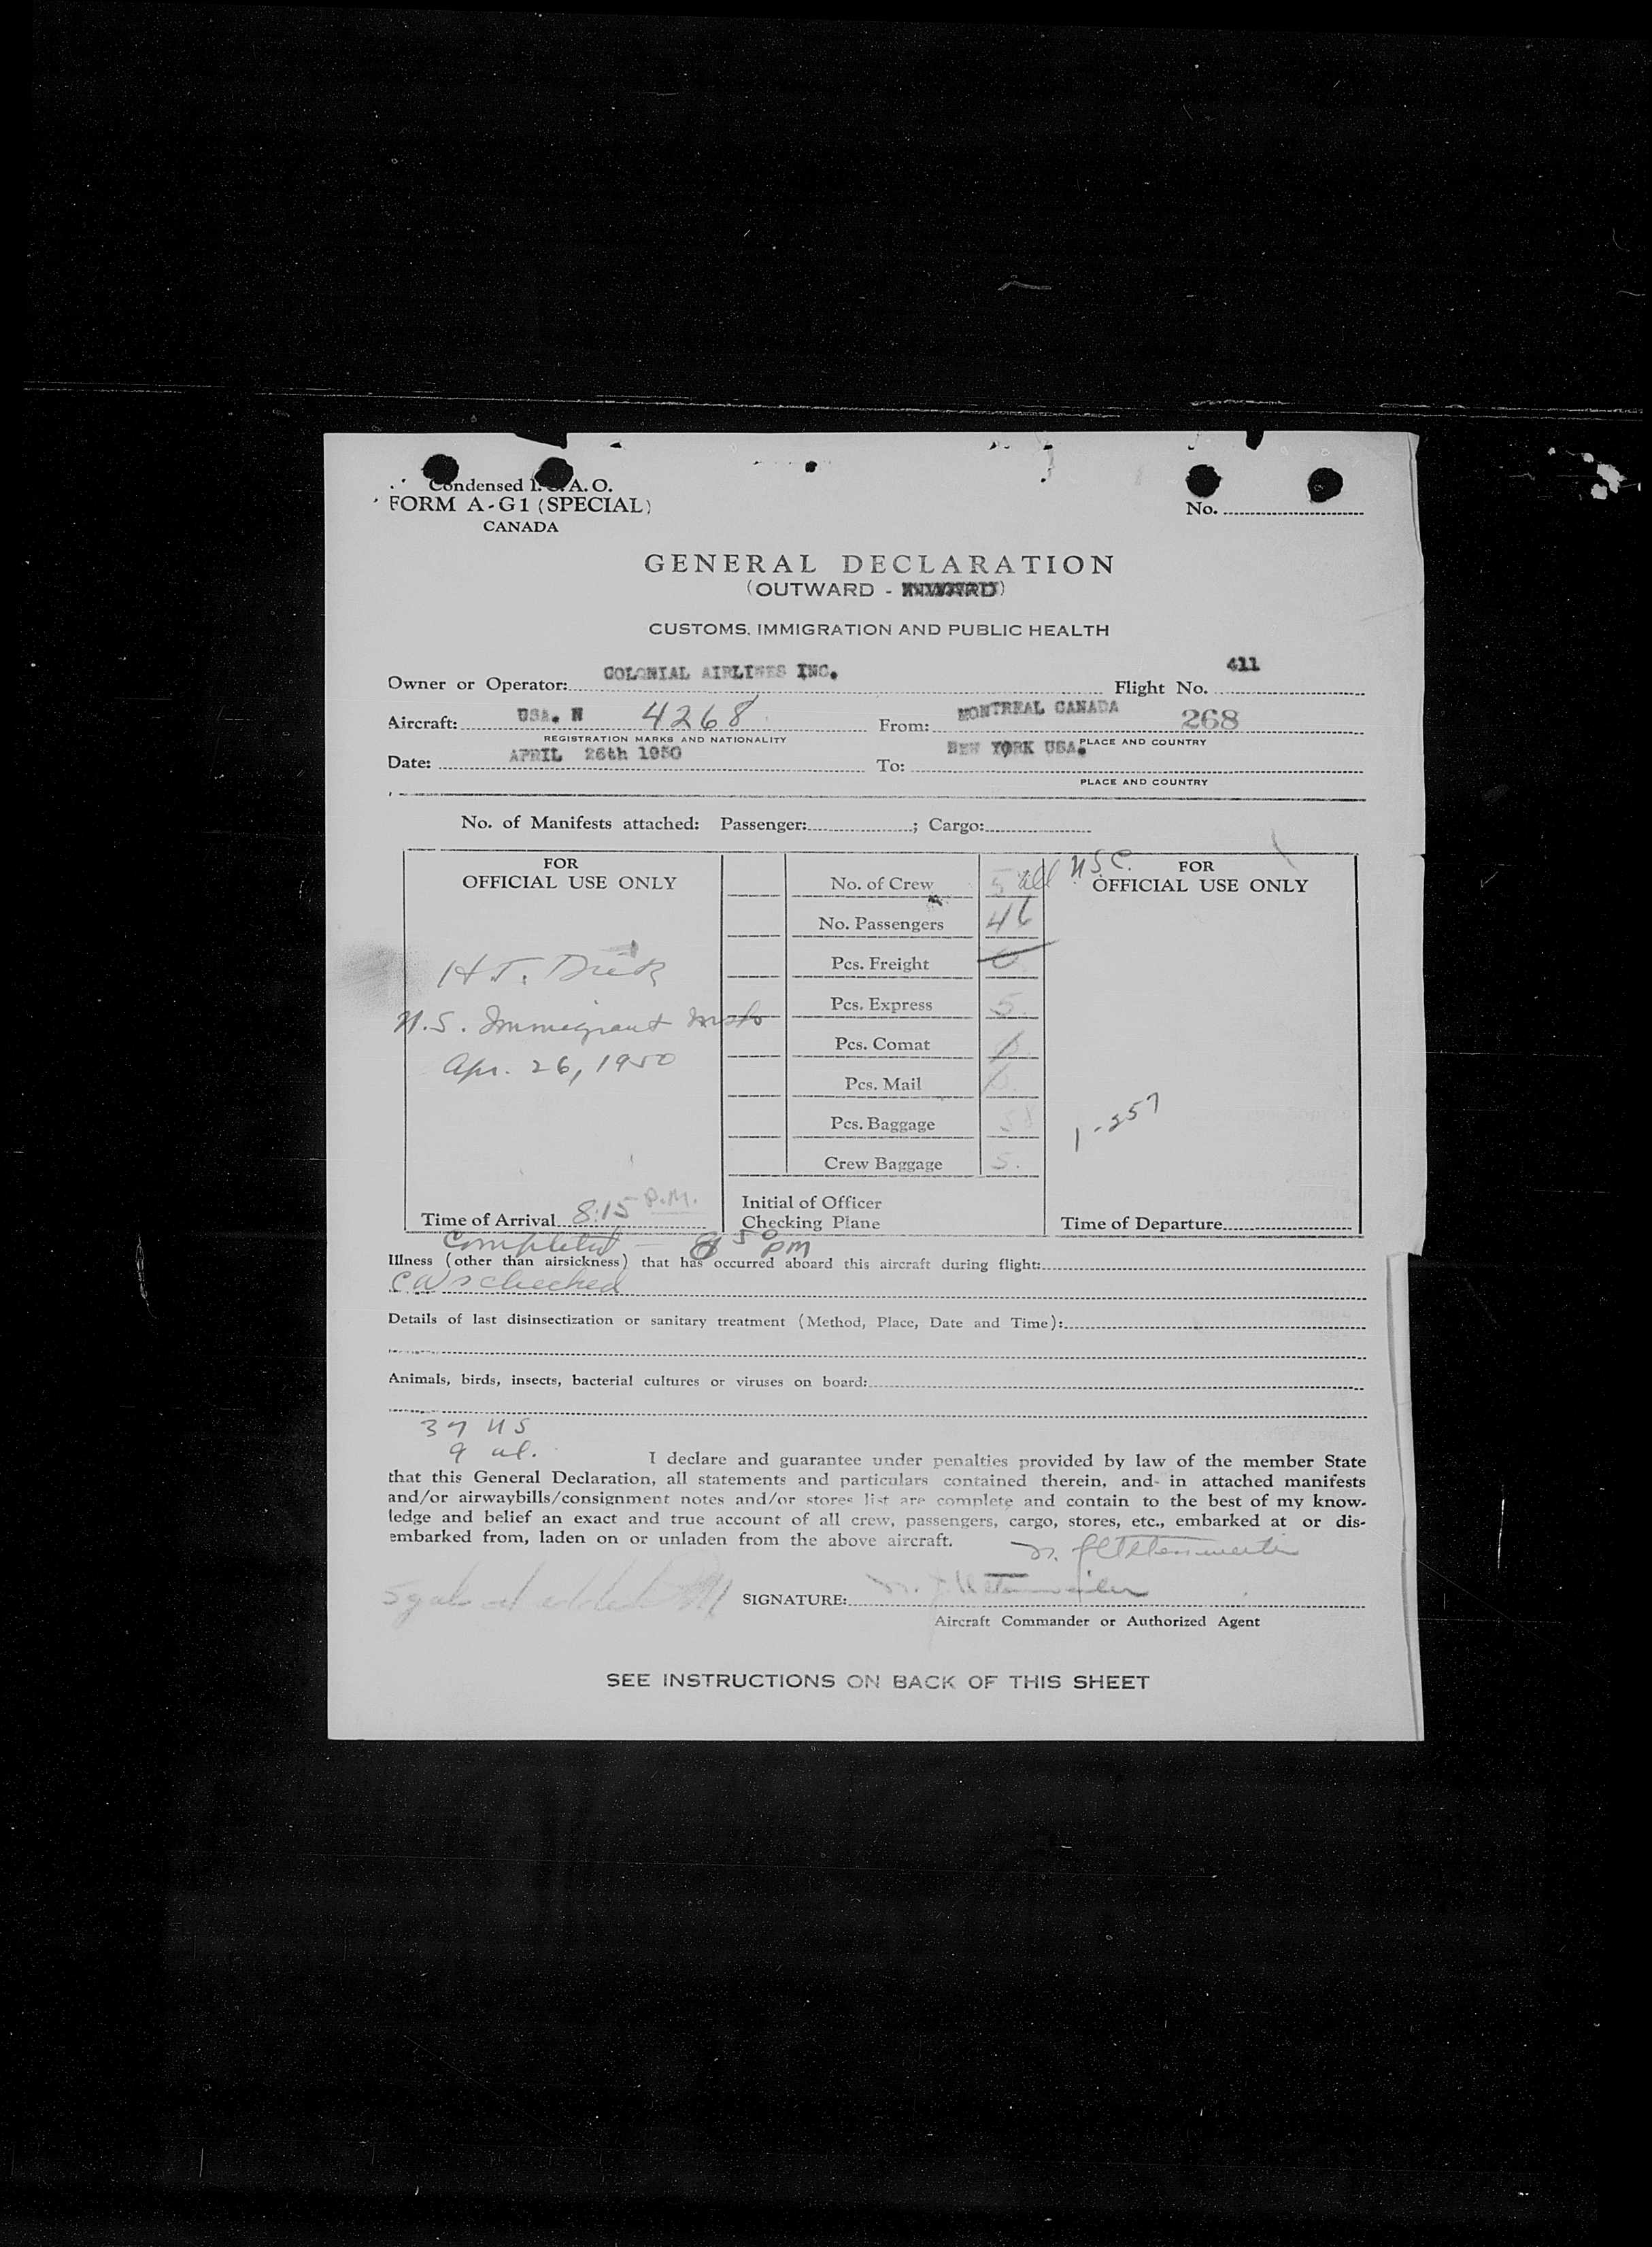 Condensed I.C.A.O.
FORM A-G1 (SPECIAL)
CANADA
No.
GENERAL DECLARATION
(OUTWARD - INWARD)
CUSTOMS, IMMIGRATION AND PUBLIC HEALTH
Owner or Operator: COLONIAL AIRLINES INC. Flight No. 411
Aircraft: USA. N 4268 From: MONTREAL CANADA 268
REGISTRATION MARKS AND NATIONALITY PLACE AND COUNTRY
Date: APRIL 26th 1950 To: NEW YORK USA.
PLACE AND COUNTRY
No. of Manifests attached: Passenger: ; Cargo:
FOR
OFFICIAL USE ONLY
H.T.
U.S. Immigrant
Apr. 26, 1950
Time of Arrival 8:15 P.M.
No. of Crew 5 all U.S.C.
No. Passengers 46
Pcs. Freight 0
Pcs. Express 5.
Pcs. Comat
Pcs. Mail
Pcs. Baggage
Crew Baggage 5.
Initial of Officer
Checking Plane
FOR
OFFICIAL USE ONLY
1-257
Time of Departure
Completed - 8 50 PM
Illness (other than airsickness) that has occurred aboard this aircraft during flight:
checked
Details of last disinsectization or sanitary treatment (Method, Place, Date and Time):
Animals, birds, insects, bacterial cultures or viruses on board:
37 US
9 al.
I declare and guarantee under penalties provided by law of the member State
that this General Declaration, all statements and particulars contained therein, and- in attached manifests
and/or airwaybills/consignment notes and/or stores list are complete and contain to the best of my know-
ledge and belief an exact and true account of all crew, passengers, cargo, stores, etc., embarked at or dis-
embarked from, laden on or unladen from the above aircraft.
SIGNATURE:
Aircraft Commander or Authorized Agent
SEE INSTRUCTIONS ON BACK OF THIS SHEET